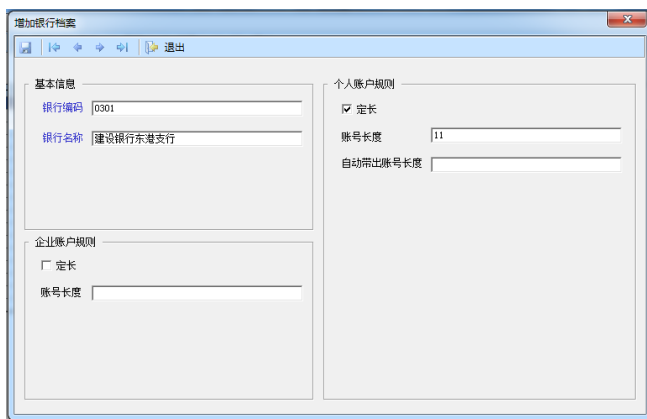 增加银行档案
退出
基本信息
银行编码 0301
银行名称 建设银行东港支行
企业账户规则
定长
账号长度
个人账户规则
定长
账号长度 11
自动带出账号长度